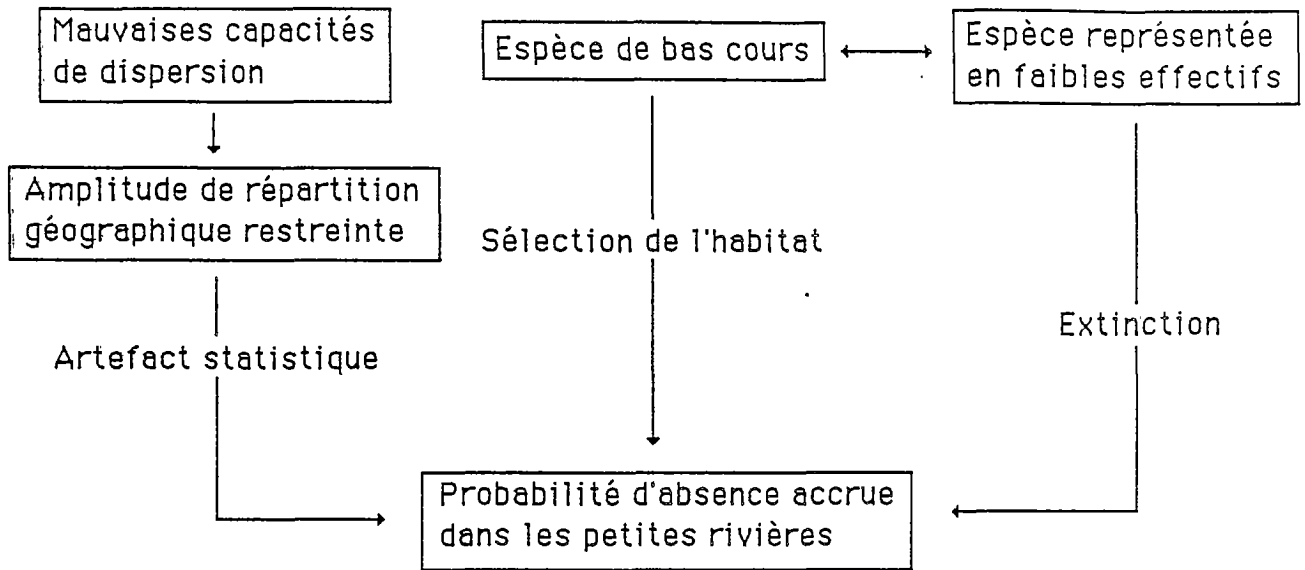 Mauvaises capacités
de dispersion
Espèce de bas cours
Espèce représentée
en faibles effectifs
Amplitude de répartition
géographique restreinte
Sélection de l'habitat
Extinction
Artefact statistique
Probabilité d'absence accrue
dans les petites rivières